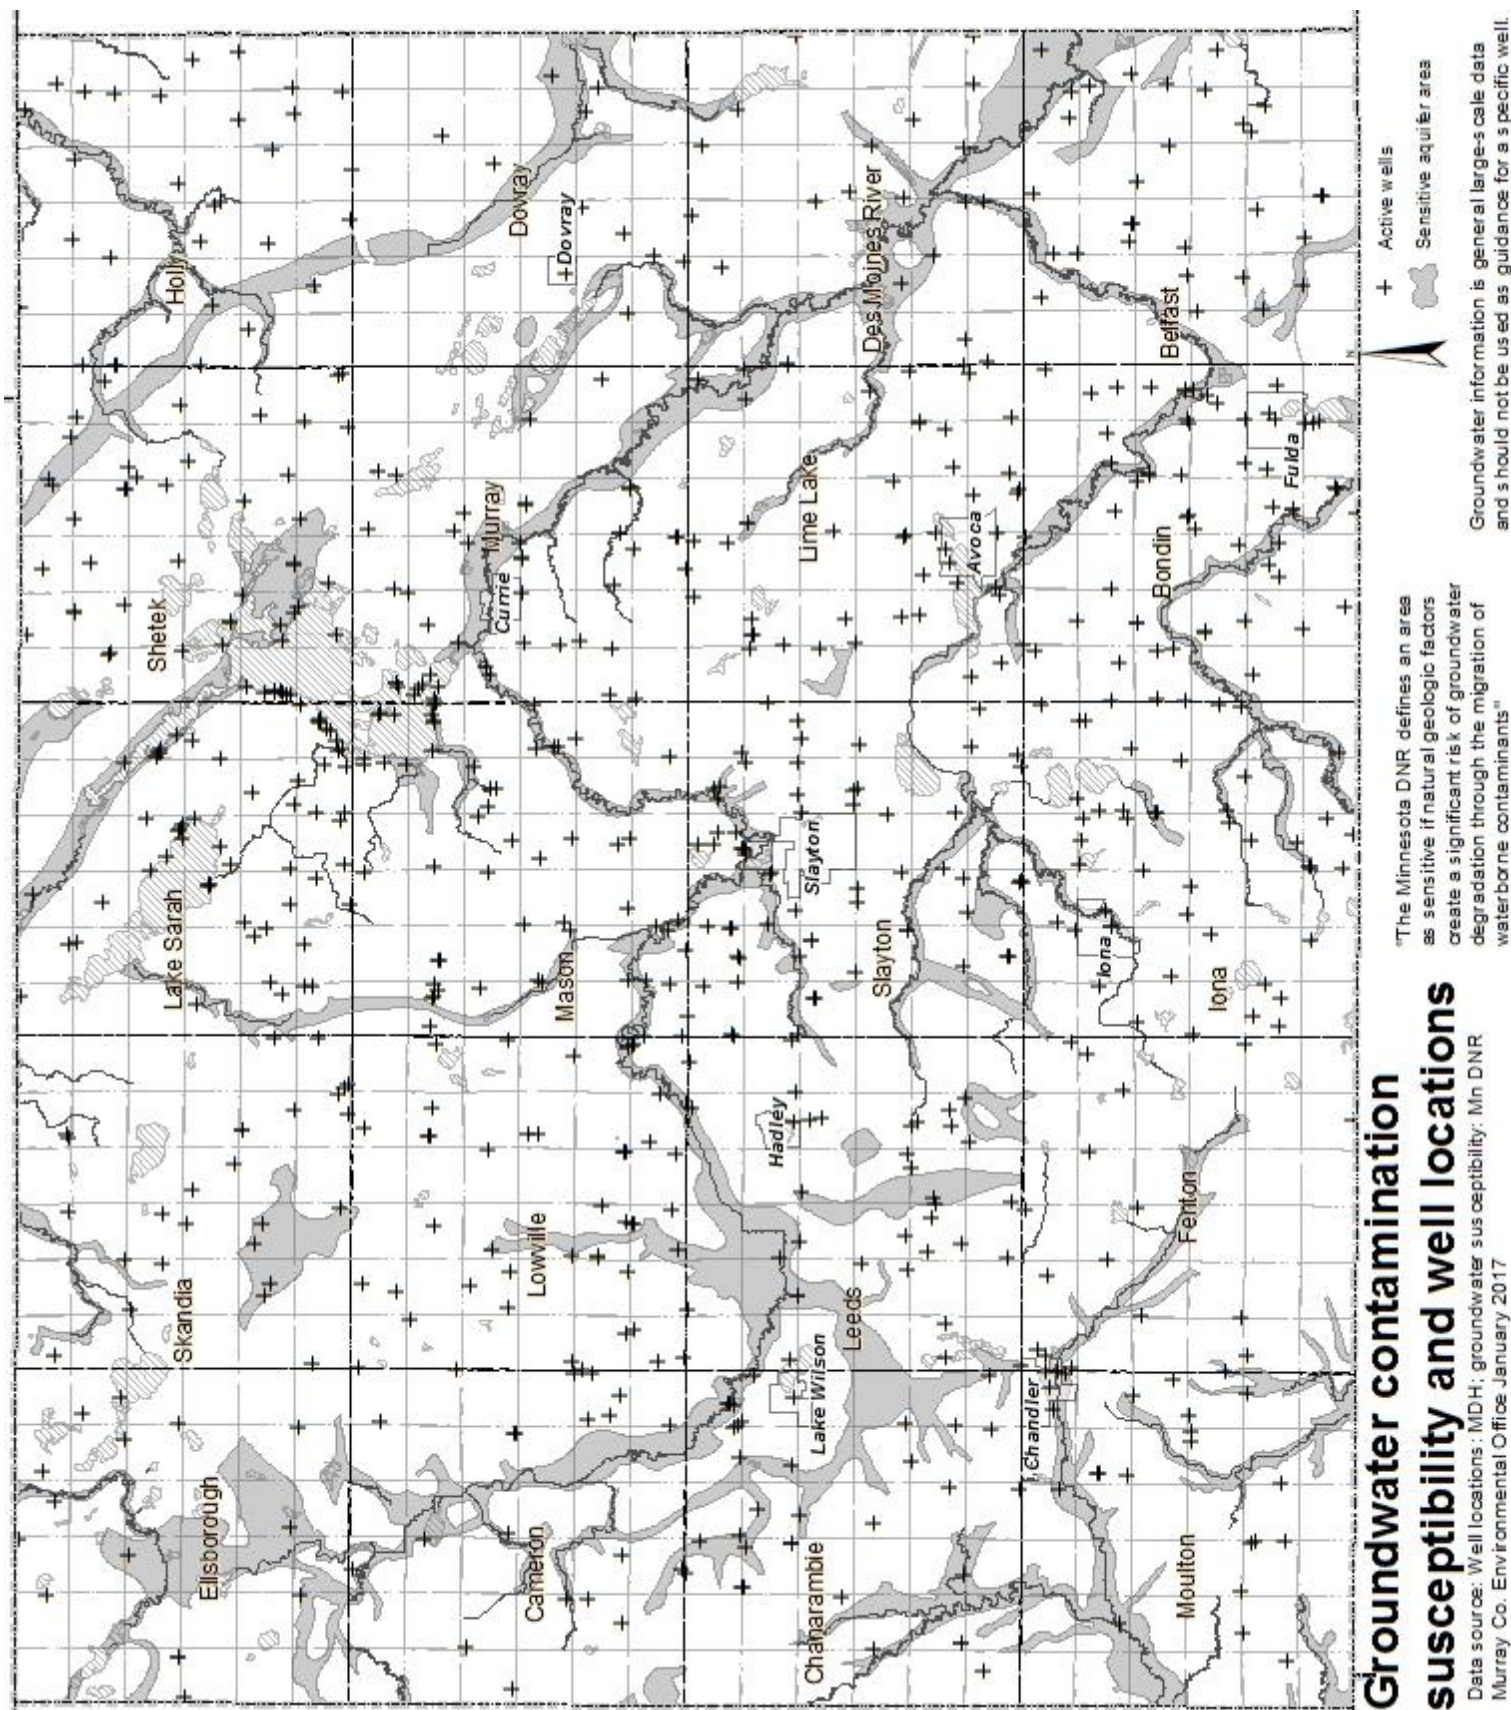 Ellsborough
Skandia
Lake Sarah
Shetek
Holly
Cameron
Lowville
Mason
Murray
Currie
Dovray
Dovray
Chanarambie
Lake Wilson
Leeds
Hadley
Slayton
Slayton
Lime Lake
Des Moines River
Avoca
Moulton
Chandler
Fenton
Iona
Iona
Bondin
Fulda
Belfast
N
Groundwater contamination
susceptibility and well locations
Data source: Well locations: MDH; groundwater susceptibility: Mn DNR
Murray Co. Environmental Office January 2017
"The Minnesota DNR defines an area
as sensitive if natural geologic factors
create a significant risk of groundwater
degradation through the migration of
waterborne contaminants"
Active wells
Sensitive aquifer area
Groundwater information is general large-scale data
and should not be used as guidance for a specific well.